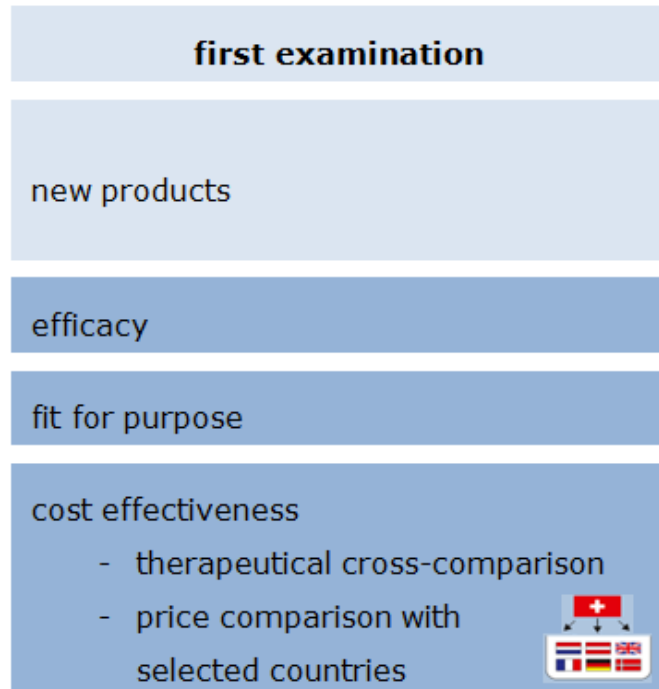 first examination
new products
efficacy
fit for purpose
cost effectiveness
- therapeutical cross-comparison
- price comparison with
selected countries